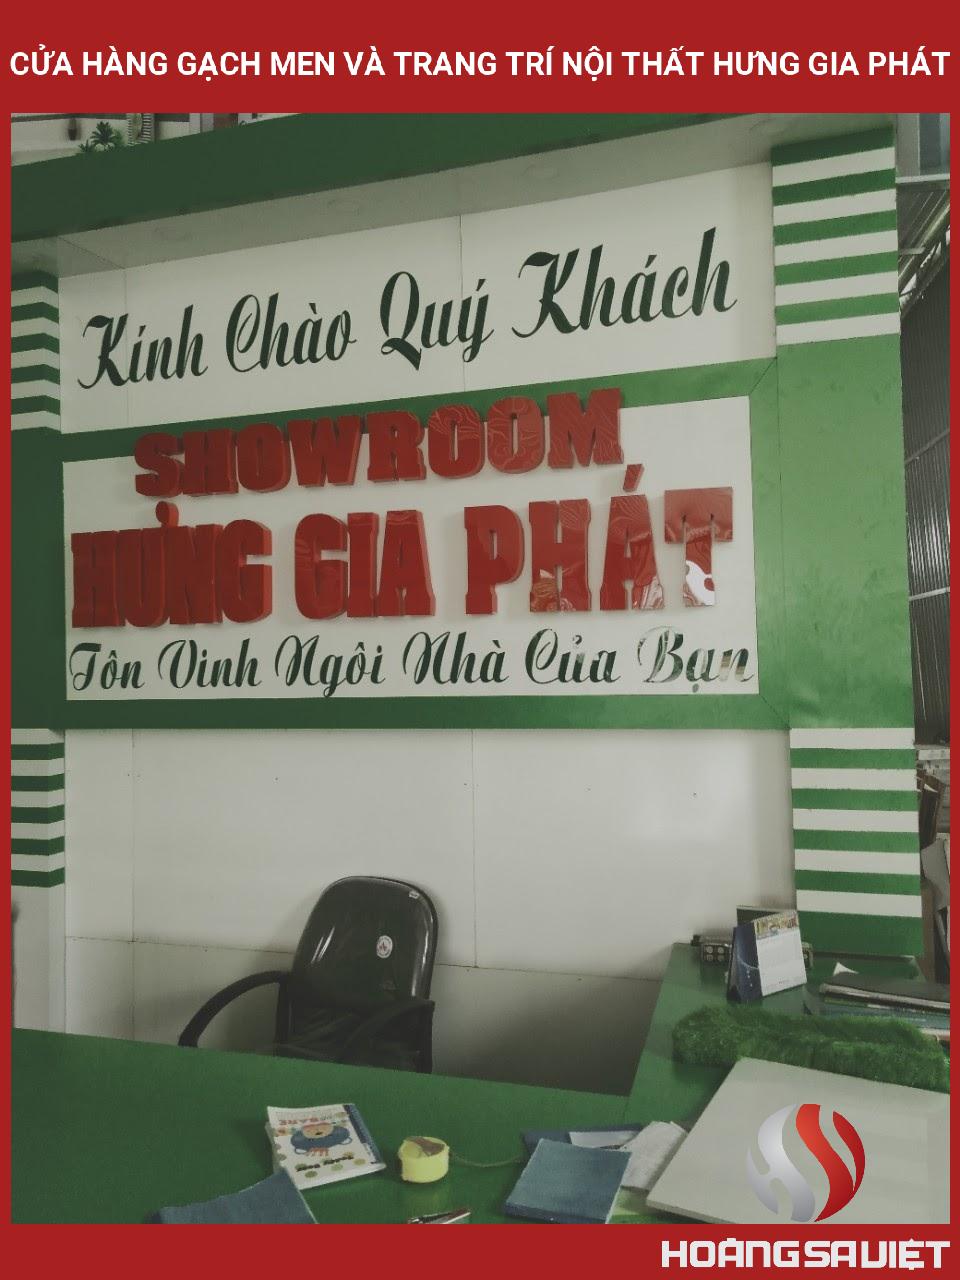 CỬA HÀNG GẠCH MEN VÀ TRANG TRÍ NỘI THẤT HƯNG GIA PHÁT
Kính Chào Quý Khách
SHOWROOM
HƯNG GIA PHÁT
Tôn Vinh Ngôi Nhà Của Bạn
HOÀNGSAVIỆT